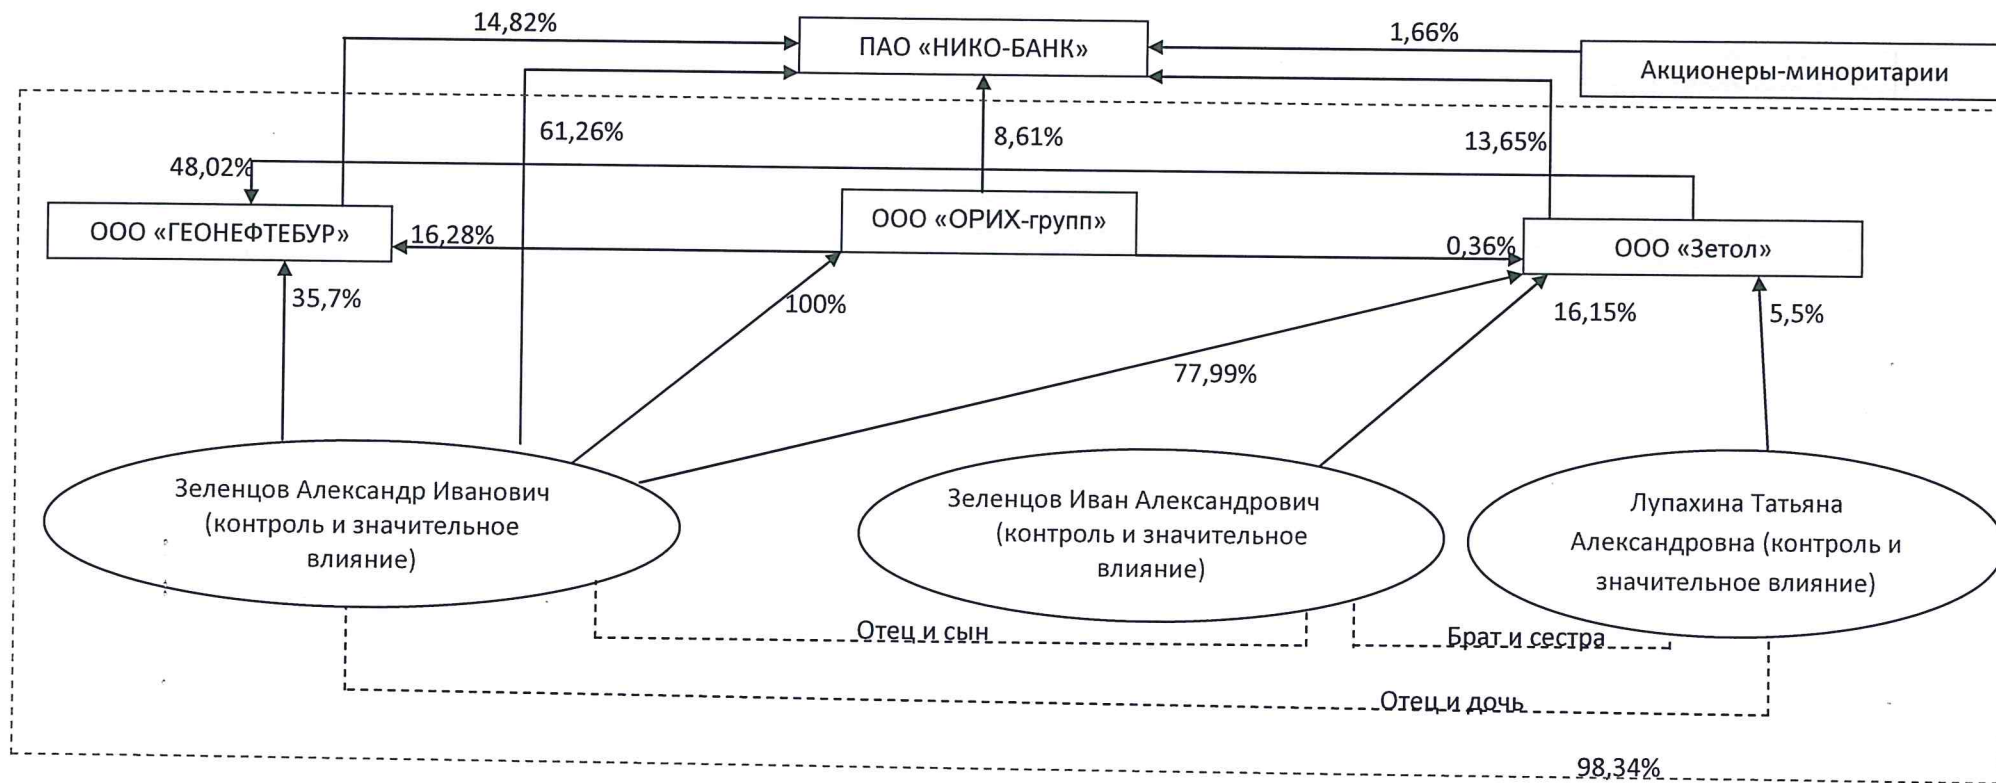 14,82%
ПАО «НИКО-БАНК»
1,66%
Акционеры-миноритарии
61,26%
8,61%
13,65%
48,02%
ООО «ГЕОНЕФТЕБУР»
16,28%
ООО «ОРИХ-групп»
0,36%
ООО «Зетол»
35,7%
100%
16,15%
5,5%
77,99%
Зеленцов Александр Иванович
(контроль и значительное
влияние)
Зеленцов Иван Александрович
(контроль и значительное
влияние)
Лупахина Татьяна
Александровна (контроль и
значительное влияние)
Отец и сын
Брат и сестра
Отец и дочь
98,34%